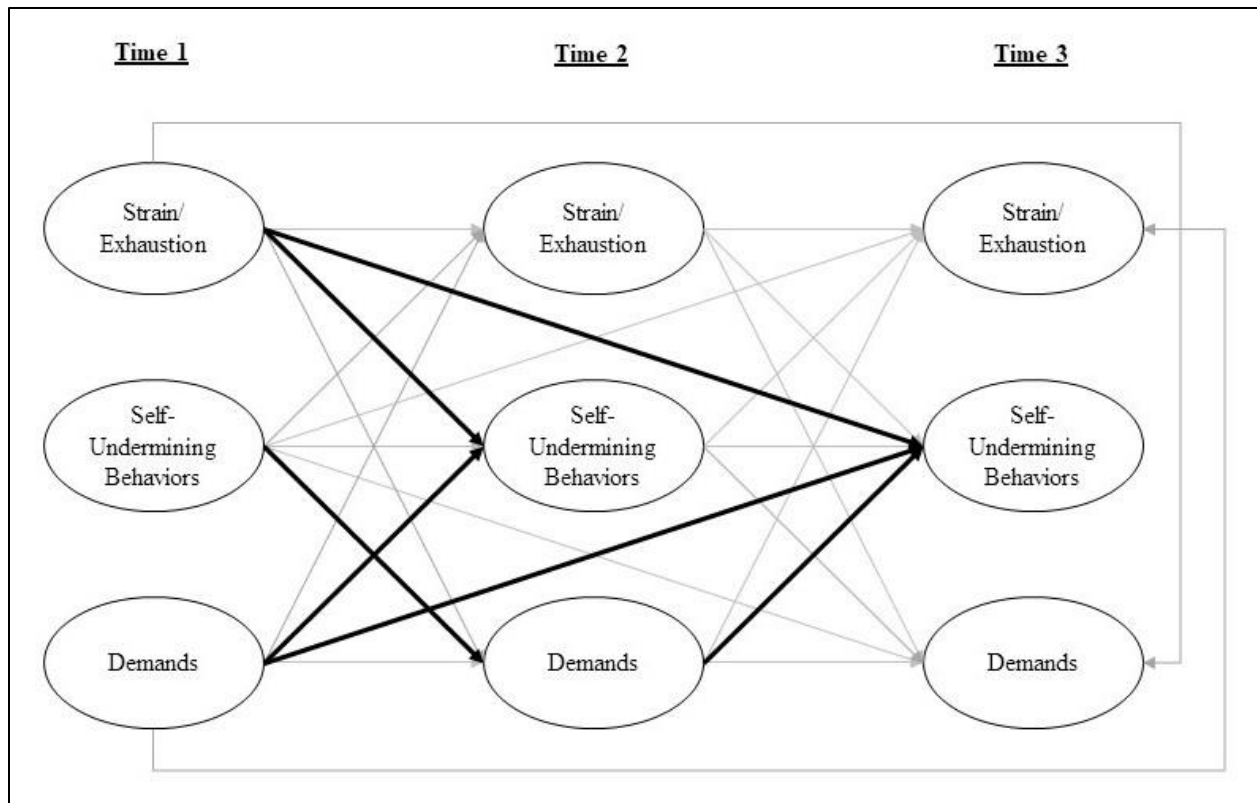 Time 1
Time 2
Time 3
Strain/
Exhaustion
Strain/
Exhaustion
Strain/
Exhaustion
Self-
Undermining
Behaviors
Self-
Undermining
Behaviors
Self-
Undermining
Behaviors
Demands
Demands
Demands